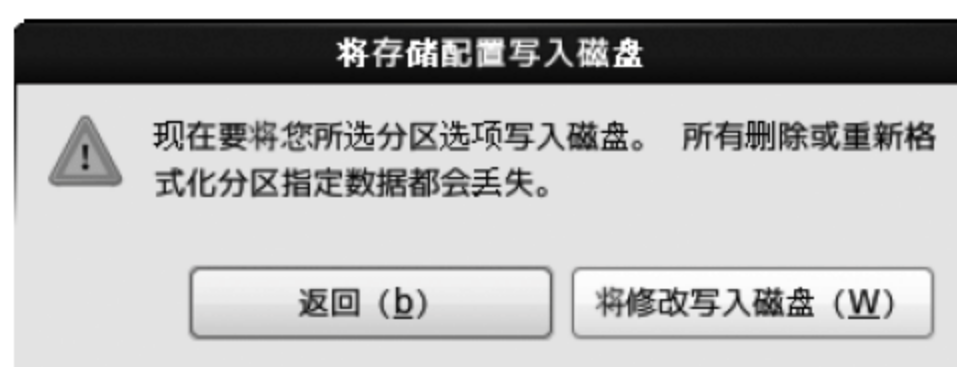 将存储配置写入磁盘
现在要将您所选分区选项写入磁盘。 所有删除或重新格
式化分区指定数据都会丢失。
返回（b） 将修改写入磁盘（W）